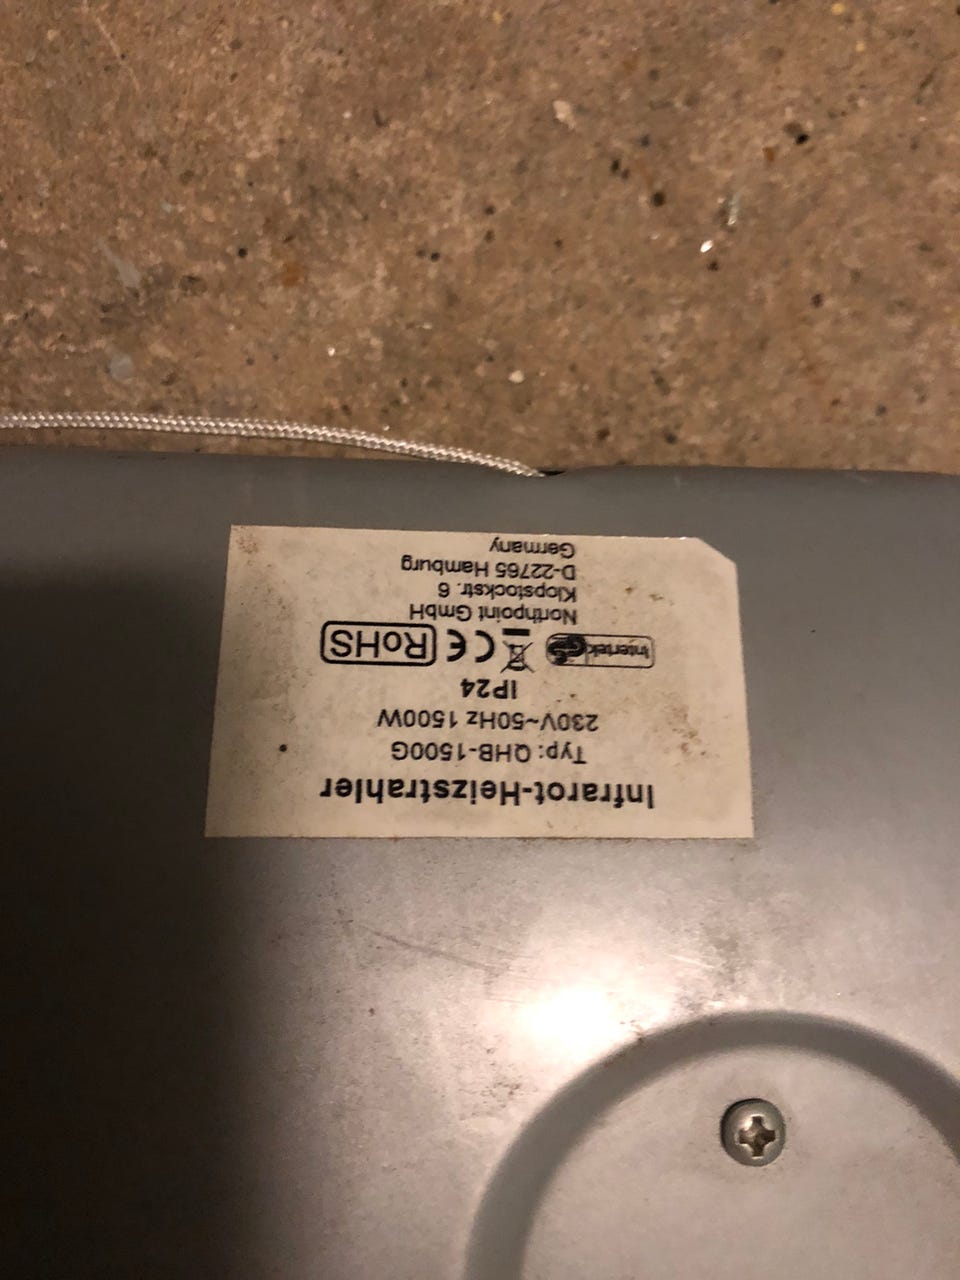 Infrarot-Heizstrahler
Typ: QHB-1500G
230V~50Hz 1500W
IP24
Intertek GS CE RoHS
Northpoint GmbH
Klopstockstr. 6
D-22765 Hamburg
Germany